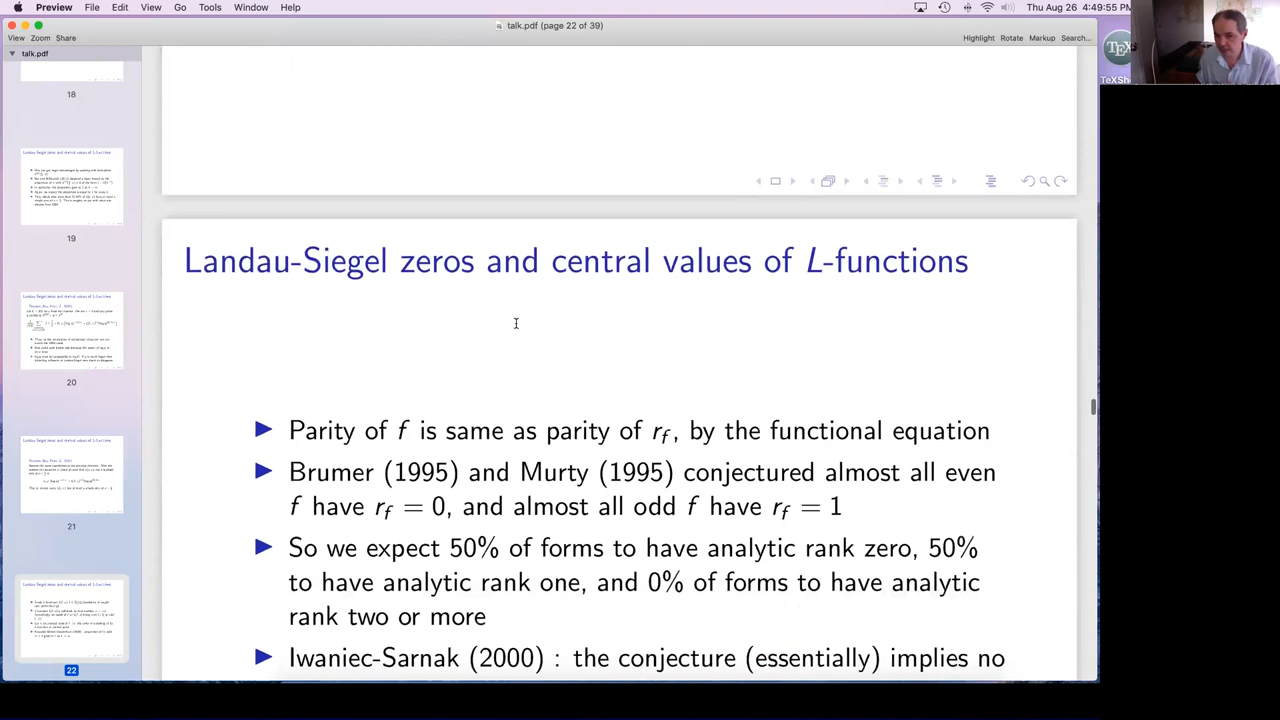 Preview File Edit View Go Tools Window Help
Thu Aug 26 4:49:55 PM
talk.pdf (page 22 of 39)
View Zoom Share
Highlight Rotate Markup Search...
talk.pdf
18
19
20
21
22
TeXSh
Landau-Siegel zeros and central values of L-functions
Parity of f is same as parity of r_f, by the functional equation
Brumer (1995) and Murty (1995) conjectured almost all even
f have r_f = 0, and almost all odd f have r_f = 1
So we expect 50% of forms to have analytic rank zero, 50%
to have analytic rank one, and 0% of forms to have analytic
rank two or more
Iwaniec-Sarnak (2000) : the conjecture (essentially) implies no